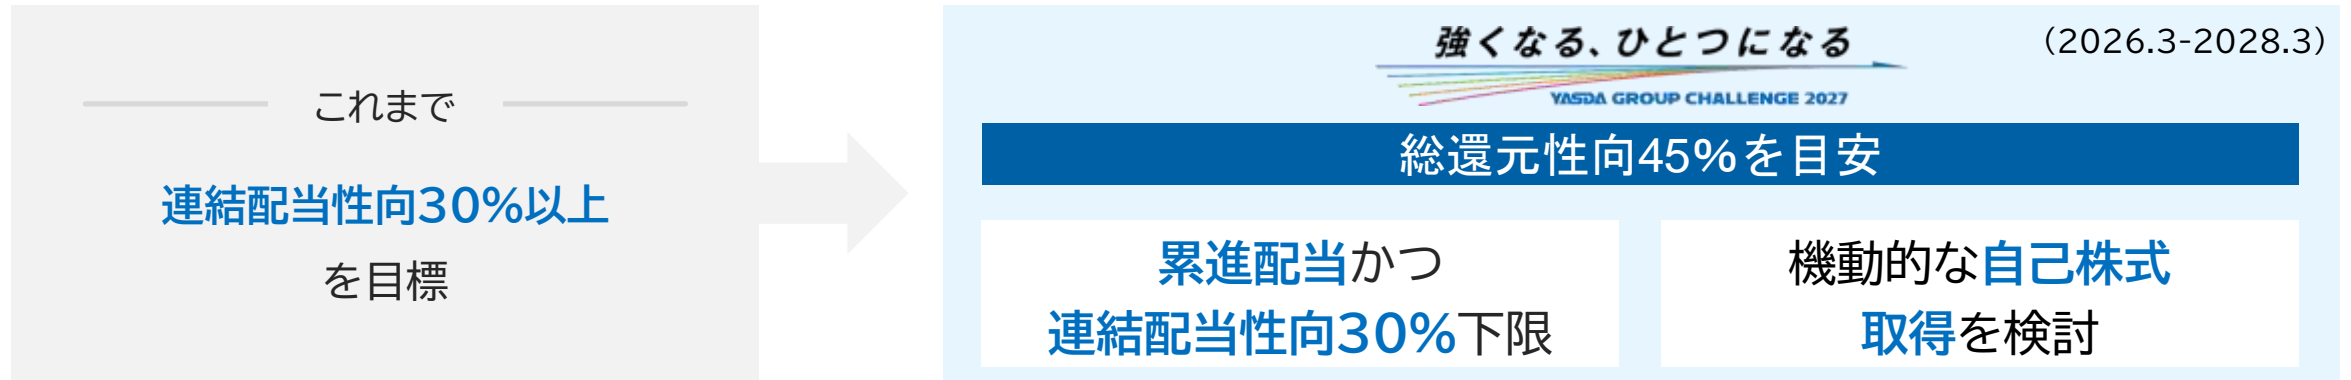 これまで
連結配当性向30%以上
を目標
強くなる、ひとつになる
(2026.3-2028.3)
YASDA GROUP CHALLENGE 2027
総還元性向45%を目安
累進配当かつ
連結配当性向30%下限
機動的な自己株式
取得を検討